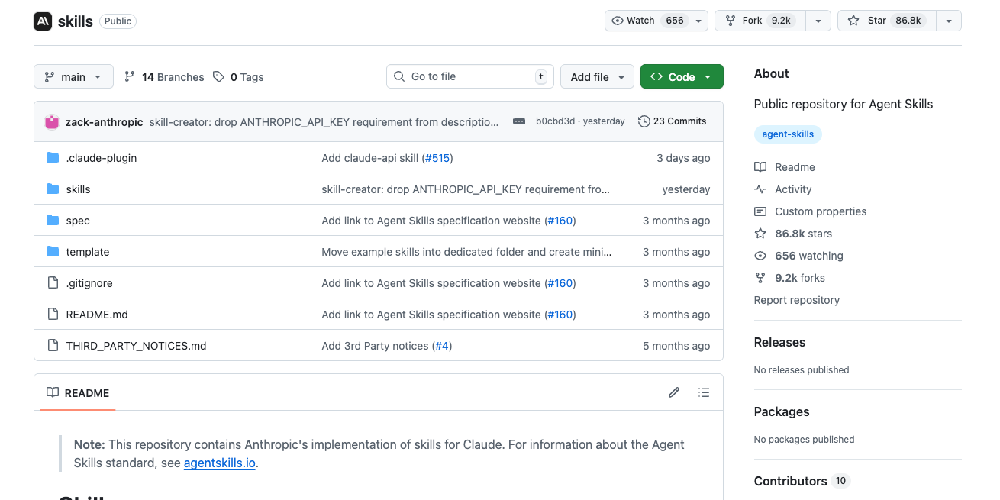 skills Public
Watch 656
Fork 9.2k
Star 86.8k
main
14 Branches
0 Tags
Go to file t
Add file
Code
zack-anthropic skill-creator: drop ANTHROPIC_API_KEY requirement from descriptio... b0cbd3d · yesterday 23 Commits
.claude-plugin Add claude-api skill (#515) 3 days ago
skills skill-creator: drop ANTHROPIC_API_KEY requirement fro... yesterday
spec Add link to Agent Skills specification website (#160) 3 months ago
template Move example skills into dedicated folder and create mini... 3 months ago
.gitignore Add link to Agent Skills specification website (#160) 3 months ago
README.md Add link to Agent Skills specification website (#160) 3 months ago
THIRD_PARTY_NOTICES.md Add 3rd Party notices (#4) 5 months ago
README
Note: This repository contains Anthropic's implementation of skills for Claude. For information about the Agent
Skills standard, see agentskills.io.
About
Public repository for Agent Skills
agent-skills
Readme
Activity
Custom properties
86.8k stars
656 watching
9.2k forks
Report repository
Releases
No releases published
Packages
No packages published
Contributors 10